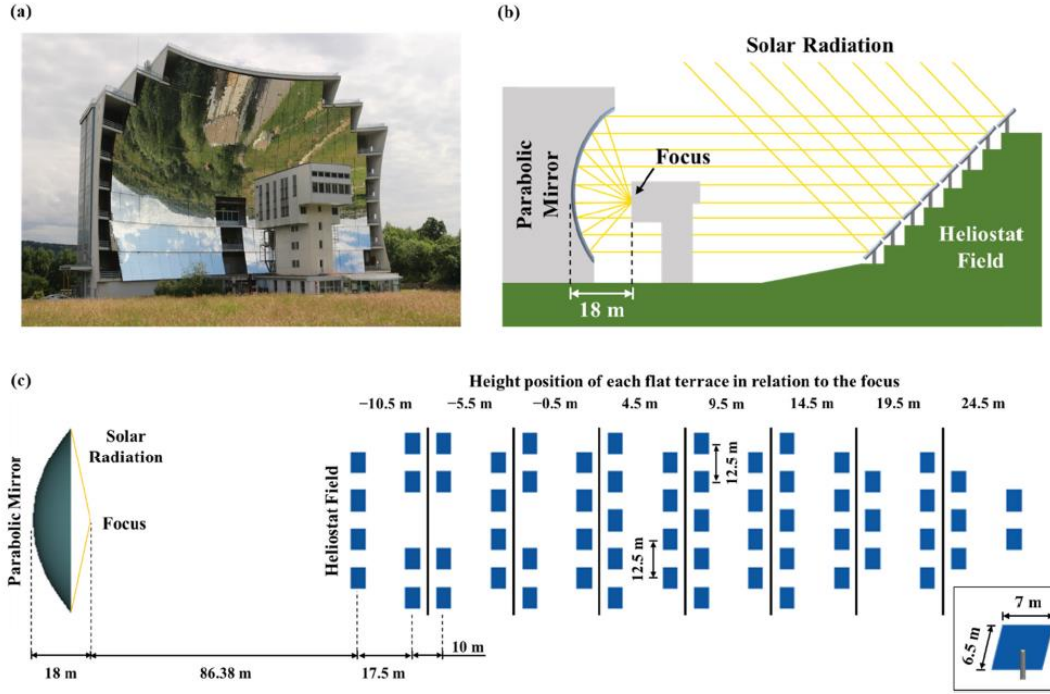 (a)
(b)
Solar Radiation
Focus
Parabolic
Mirror
Heliostat
Field
18 m
(c)
Height position of each flat terrace in relation to the focus
−10.5 m −5.5 m −0.5 m 4.5 m 9.5 m 14.5 m 19.5 m 24.5 m
Parabolic Mirror
Solar
Radiation
Focus
Heliostat Field
12.5 m
12.5 m
10 m
18 m 86.38 m 17.5 m
7 m
6.5 m